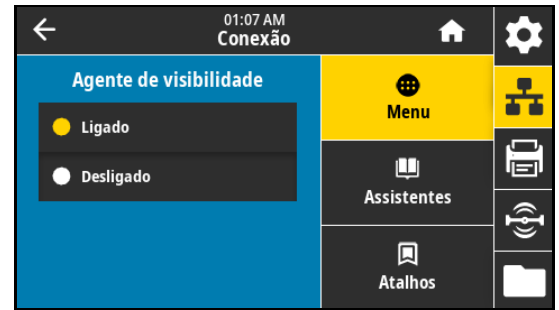 01:07 AM
Conexão
Agente de visibilidade
Ligado
Desligado
Menu
Assistentes
Atalhos